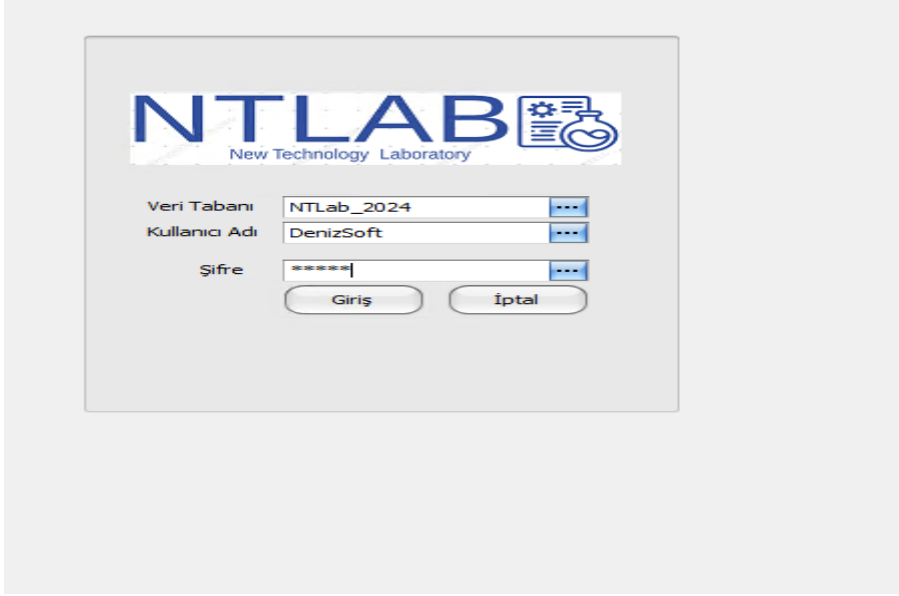 NTLAB
New Technology Laboratory
Veri Tabanı NTLab_2024 ...
Kullanıcı Adı DenizSoft ...
Şifre ***** ...
Giriş İptal